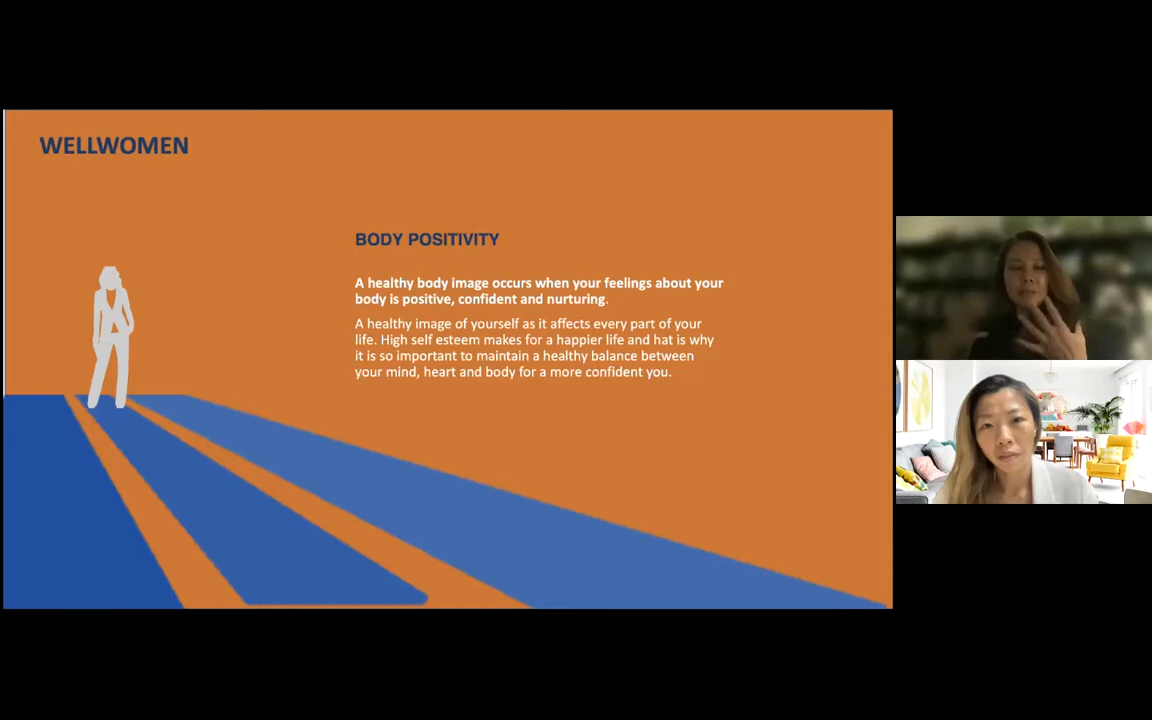 WELLWOMEN
BODY POSITIVITY
A healthy body image occurs when your feelings about your
body is positive, confident and nurturing.
A healthy image of yourself as it affects every part of your
life. High self esteem makes for a happier life and hat is why
it is so important to maintain a healthy balance between
your mind, heart and body for a more confident you.